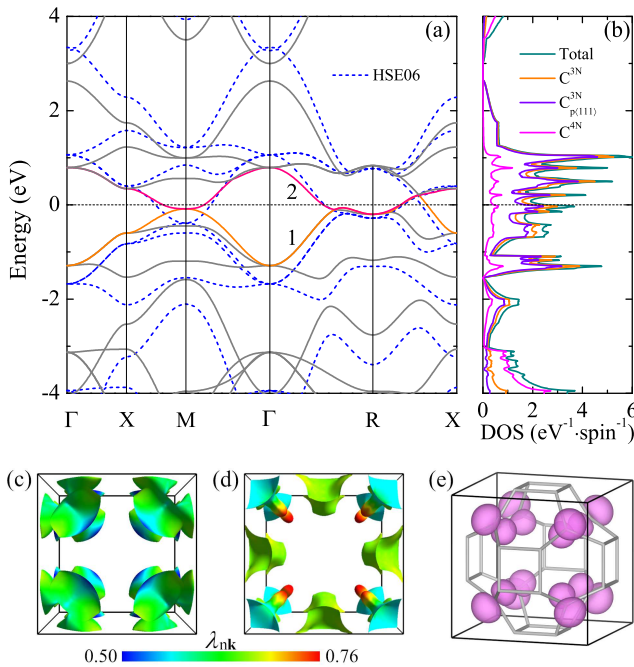 (a)
HSE06
2
1
Energy (eV)
4
2
0
-2
-4
Γ X M Γ R X
(b)
Total
C³ᴺ
C³ᴺp⟨111⟩
C⁴ᴺ
0 2 4 6
DOS (eV⁻¹·spin⁻¹)
(c) (d) (e)
λnk
0.50 0.76